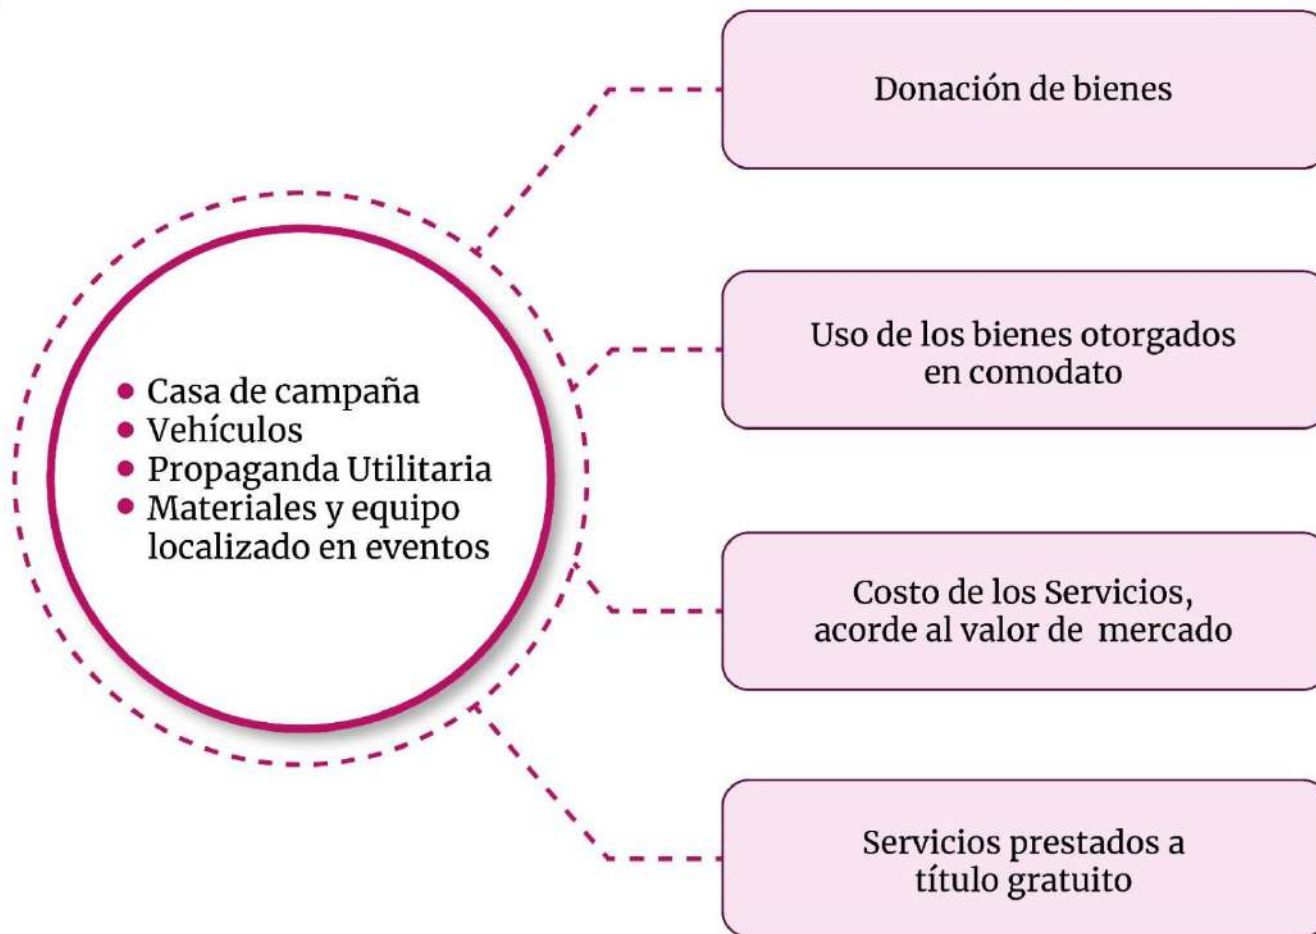 Donación de bienes
Uso de los bienes otorgados
en comodato
• Casa de campaña
• Vehículos
• Propaganda Utilitaria
• Materiales y equipo
localizado en eventos
Costo de los Servicios,
acorde al valor de mercado
Servicios prestados a
título gratuito